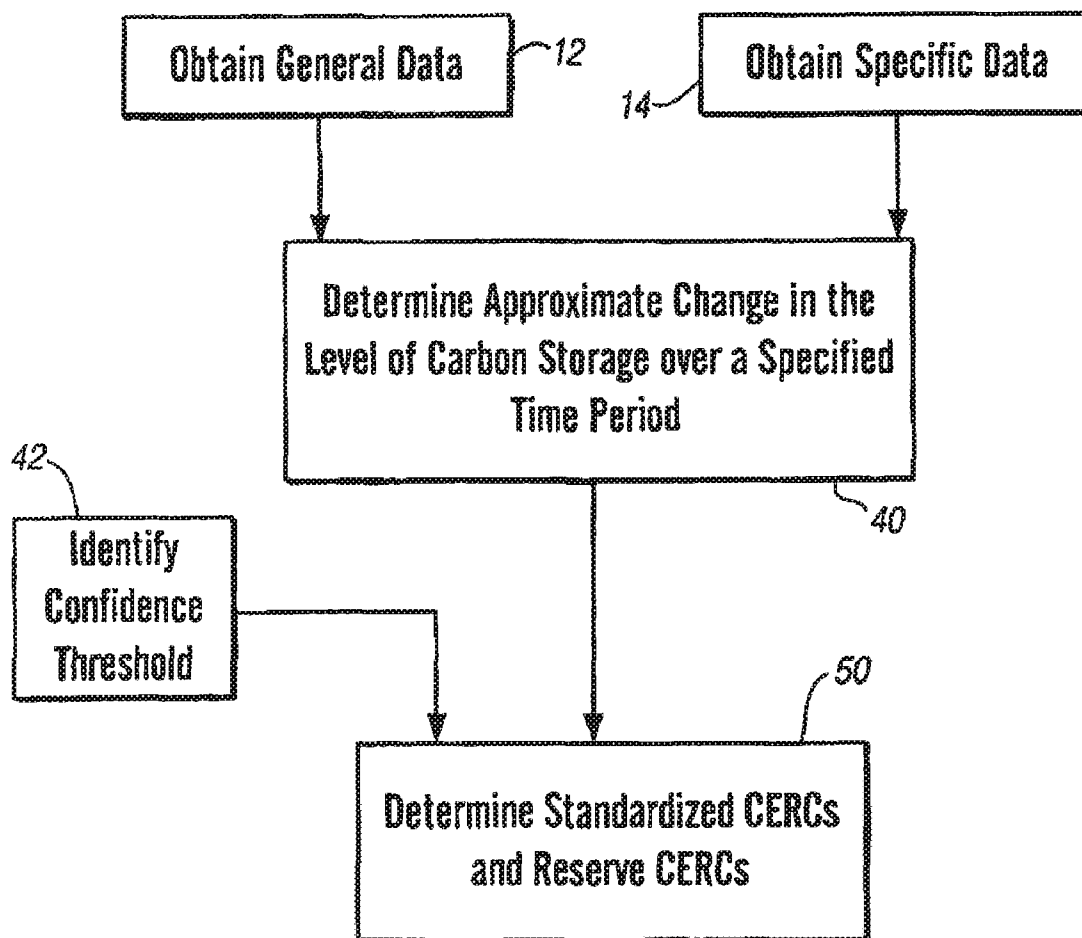 Obtain General Data
12
Obtain Specific Data
14
Determine Approximate Change in the
Level of Carbon Storage over a Specified
Time Period
40
42
Identify
Confidence
Threshold
50
Determine Standardized CERCs
and Reserve CERCs